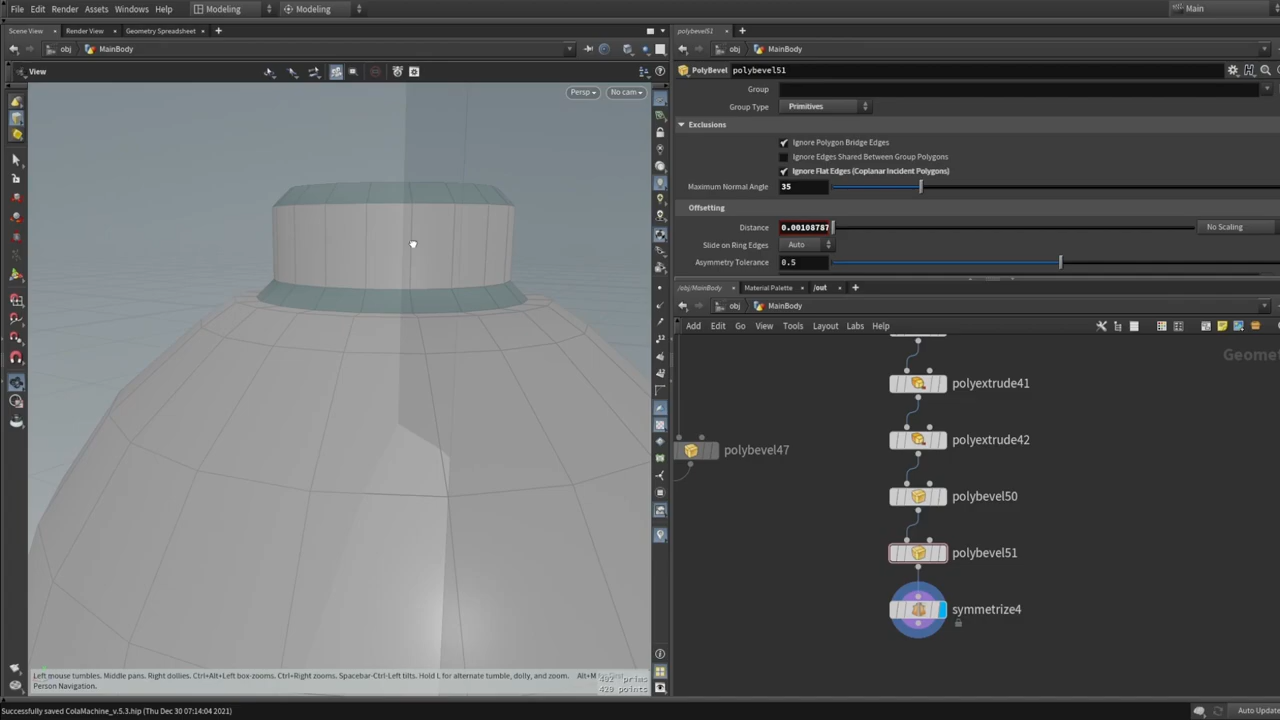 File Edit Render Assets Windows Help Modeling Modeling Main
Scene View Render View Geometry Spreadsheet
obj MainBody
View
Persp No cam
Left mouse tumbles. Middle pans. Right dollies. Ctrl+Alt+Left box-zooms. Ctrl+Right zooms. Spacebar-Ctrl-Left tilts. Hold L for alternate tumble, dolly, and zoom.
Person Navigation.
420 points
polybevel51
obj MainBody
PolyBevel polybevel51
Group
Group Type Primitives
Exclusions
Ignore Polygon Bridge Edges
Ignore Edges Shared Between Group Polygons
Ignore Flat Edges (Coplanar Incident Polygons)
Maximum Normal Angle 35
Offsetting
Distance 0.00108787 No Scaling
Slide on Ring Edges Auto
Asymmetry Tolerance 0.5
/obj/MainBody Material Palette /out
obj MainBody
Add Edit Go View Tools Layout Labs Help
Geomet
polyextrude41
polyextrude42
polybevel47
polybevel50
polybevel51
symmetrize4
Successfully saved ColaMachine_v.5.3.hip (Thu Dec 30 07:14:04 2021)
Auto Update